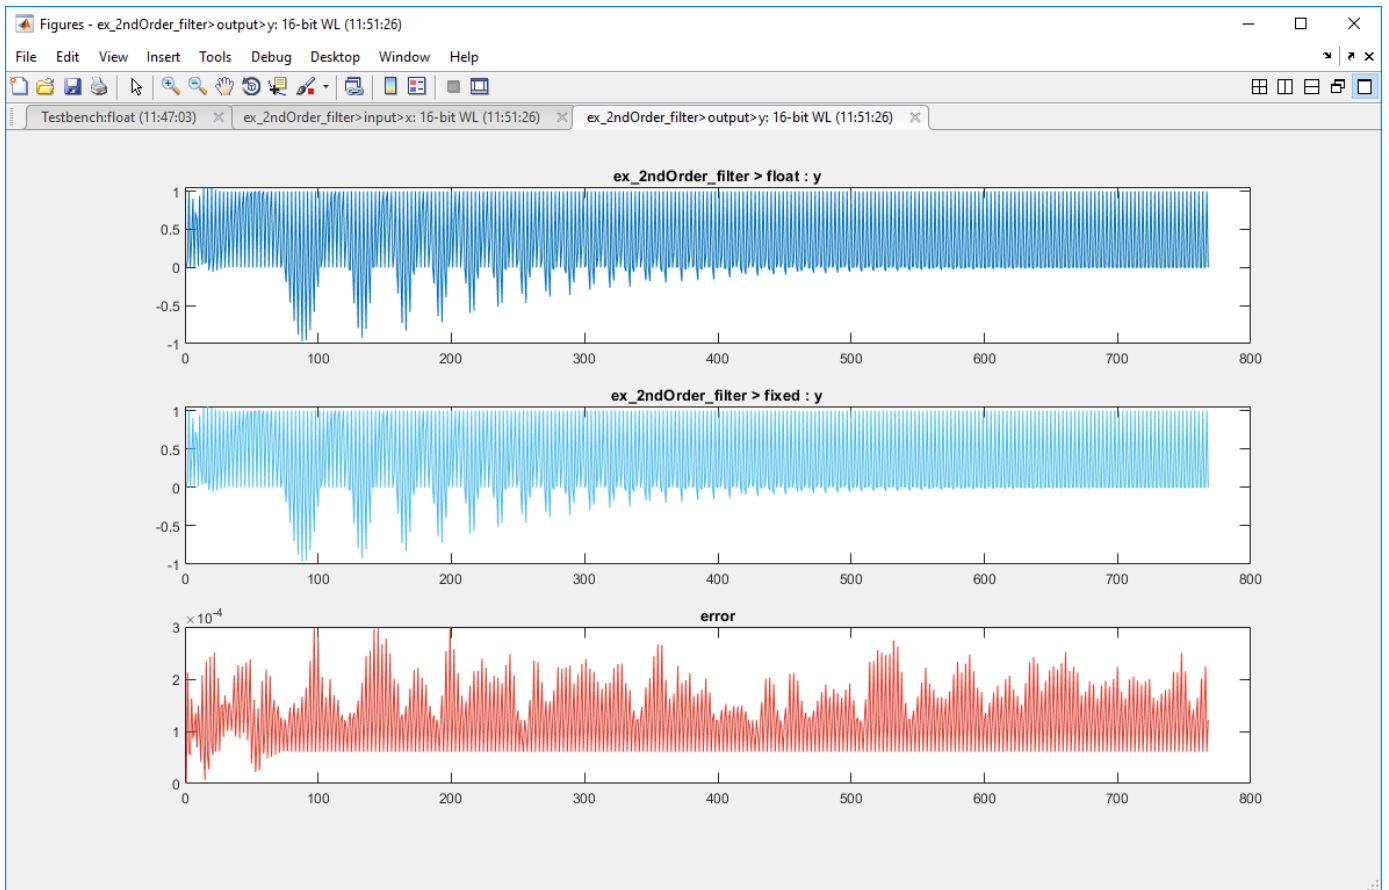 Figures - ex_2ndOrder_filter>output>y: 16-bit WL (11:51:26)
File Edit View Insert Tools Debug Desktop Window Help
Testbench:float (11:47:03) ex_2ndOrder_filter>input>x: 16-bit WL (11:51:26) ex_2ndOrder_filter>output>y: 16-bit WL (11:51:26)
ex_2ndOrder_filter > float : y
1
0.5
0
-0.5
-1
0 100 200 300 400 500 600 700 800
ex_2ndOrder_filter > fixed : y
1
0.5
0
-0.5
-1
0 100 200 300 400 500 600 700 800
error
×10^-4
3
2
1
0
0 100 200 300 400 500 600 700 800